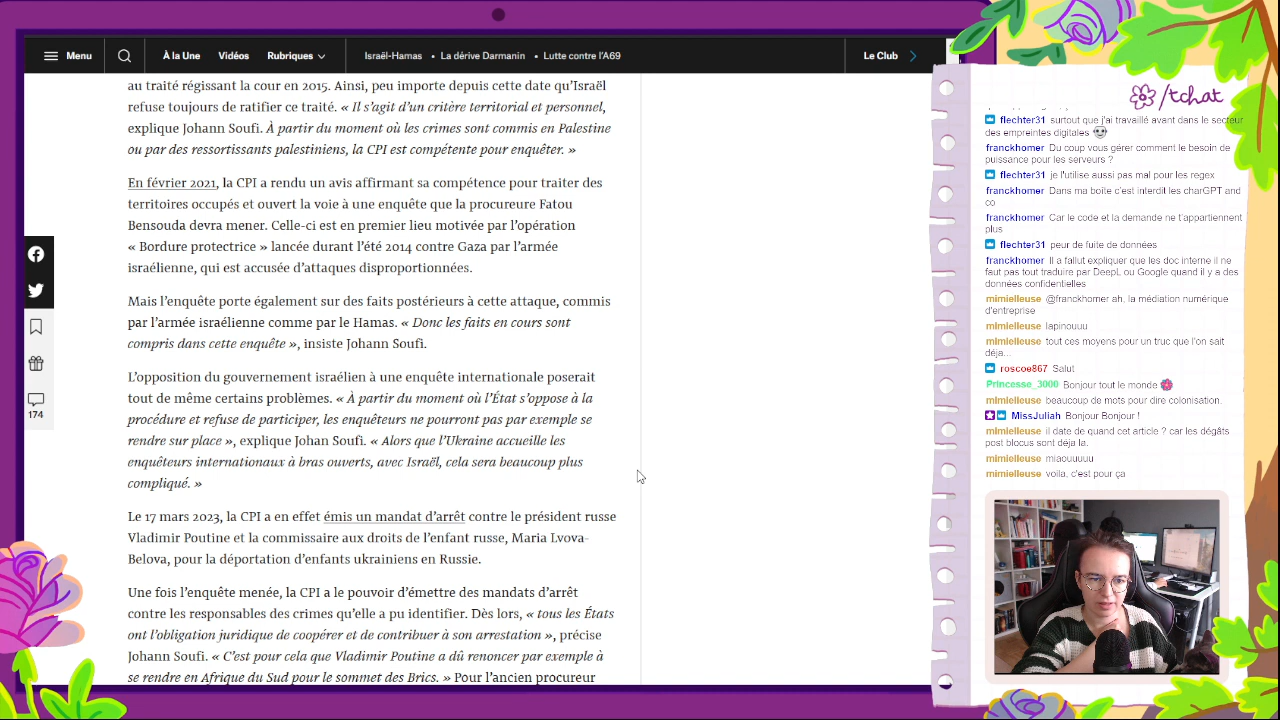 Menu
À la Une
Vidéos
Rubriques
Israël-Hamas
• La dérive Darmanin
• Lutte contre l'A69
Le Club
au traité régissant la cour en 2015. Ainsi, peu importe depuis cette date qu'Israël
refuse toujours de ratifier ce traité. « Il s'agit d'un critère territorial et personnel,
explique Johann Soufi. À partir du moment où les crimes sont commis en Palestine
ou par des ressortissants palestiniens, la CPI est compétente pour enquêter. »
En février 2021, la CPI a rendu un avis affirmant sa compétence pour traiter des
territoires occupés et ouvert la voie à une enquête que la procureure Fatou
Bensouda devra mener. Celle-ci est en premier lieu motivée par l'opération
« Bordure protectrice » lancée durant l'été 2014 contre Gaza par l'armée
israélienne, qui est accusée d'attaques disproportionnées.
Mais l'enquête porte également sur des faits postérieurs à cette attaque, commis
par l'armée israélienne comme par le Hamas. « Donc les faits en cours sont
compris dans cette enquête », insiste Johann Soufi.
L'opposition du gouvernement israélien à une enquête internationale poserait
tout de même certains problèmes. « À partir du moment où l'État s'oppose à la
procédure et refuse de participer, les enquêteurs ne pourront pas par exemple se
rendre sur place », explique Johan Soufi. « Alors que l'Ukraine accueille les
enquêteurs internationaux à bras ouverts, avec Israël, cela sera beaucoup plus
compliqué. »
Le 17 mars 2023, la CPI a en effet émis un mandat d'arrêt contre le président russe
Vladimir Poutine et la commissaire aux droits de l'enfant russe, Maria Lvova-
Belova, pour la déportation d'enfants ukrainiens en Russie.
Une fois l'enquête menée, la CPI a le pouvoir d'émettre des mandats d'arrêt
contre les responsables des crimes qu'elle a pu identifier. Dès lors, « tous les États
ont l'obligation juridique de coopérer et de contribuer à son arrestation », précise
Johann Soufi. « C'est pour cela que Vladimir Poutine a dû renoncer par exemple à
se rendre en Afrique du Sud pour le sommet des Brics. » Pour l'ancien procureur
174
/tchat
flechter31 surtout que j'ai travaillé avant dans le secteur
des empreintes digitales
franckhomer Du coup vous gérer comment le besoin de
puissance pour les serveurs ?
flechter31 je l'utilise aussi pas mal pour les regex
franckhomer Dans ma boite c'est interdit les charGPT and
co
franckhomer Car le code et la demande ne t'appartiennent
plus
flechter31 peur de fuite de données
franckhomer Il a fallut expliquer que les doc interne il ne
faut pas tout traduire par DeepL ou Google quand il y a des
données confidentielles
mimielleuse @franckhomer ah, la médiation numérique
d'entreprise
mimielleuse lapinouuu
mimielleuse tout ces moyens pour un truc que l'on sait
déja...
roscoe867 Salut
Princesse_3000 Bonjour tout le monde
mimielleuse beaucoup de mots pour dire colonisation.
MissJuliah Bonjour Bonjour !
mimielleuse il date de quand cet article ? car les dégâts
post blocus sont déja la.
mimielleuse miaouuuuu.
mimielleuse voila, c'est pour ça